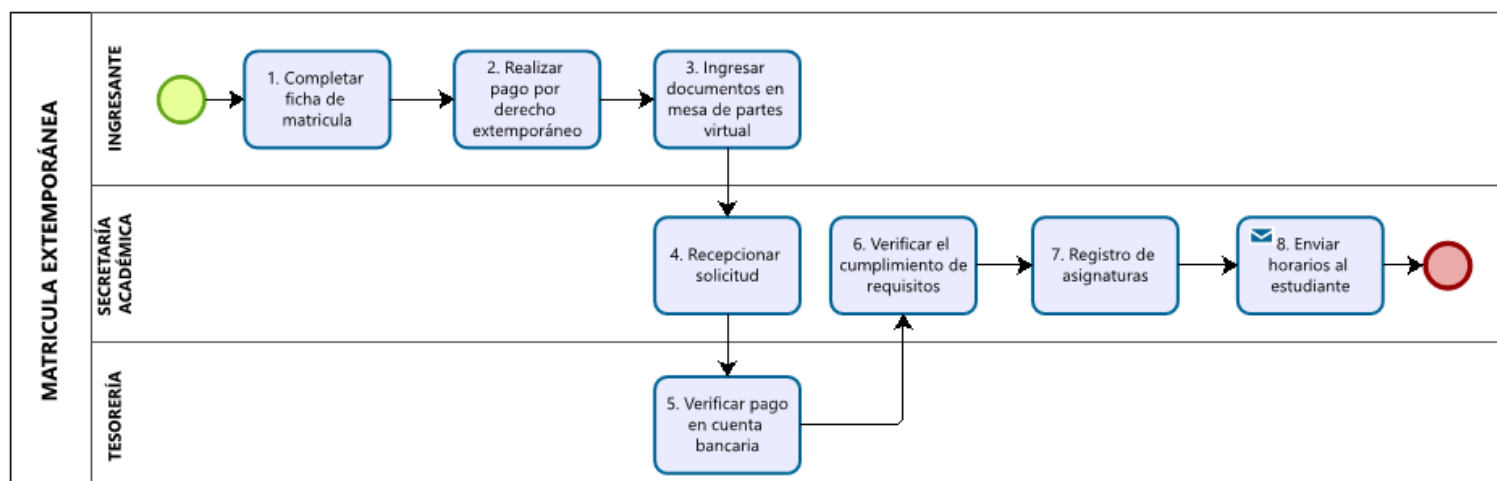 MATRICULA EXTEMPORÁNEA
INGRESANTE
1. Completar
ficha de
matricula
2. Realizar
pago por
derecho
extemporáneo
3. Ingresar
documentos en
mesa de partes
virtual
SECRETARÍA
ACADÉMICA
4. Recepcionar
solicitud
6. Verificar el
cumplimiento de
requisitos
7. Registro de
asignaturas
8. Enviar
horarios al
estudiante
TESORERÍA
5. Verificar pago
en cuenta
bancaria